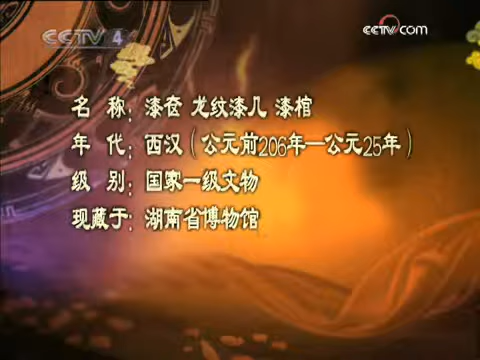 CCTV 4
CCTV.com
名 称：漆奁 龙纹漆几 漆棺
年 代：西汉（公元前206年—公元25年）
级 别：国家一级文物
现藏于：湖南省博物馆